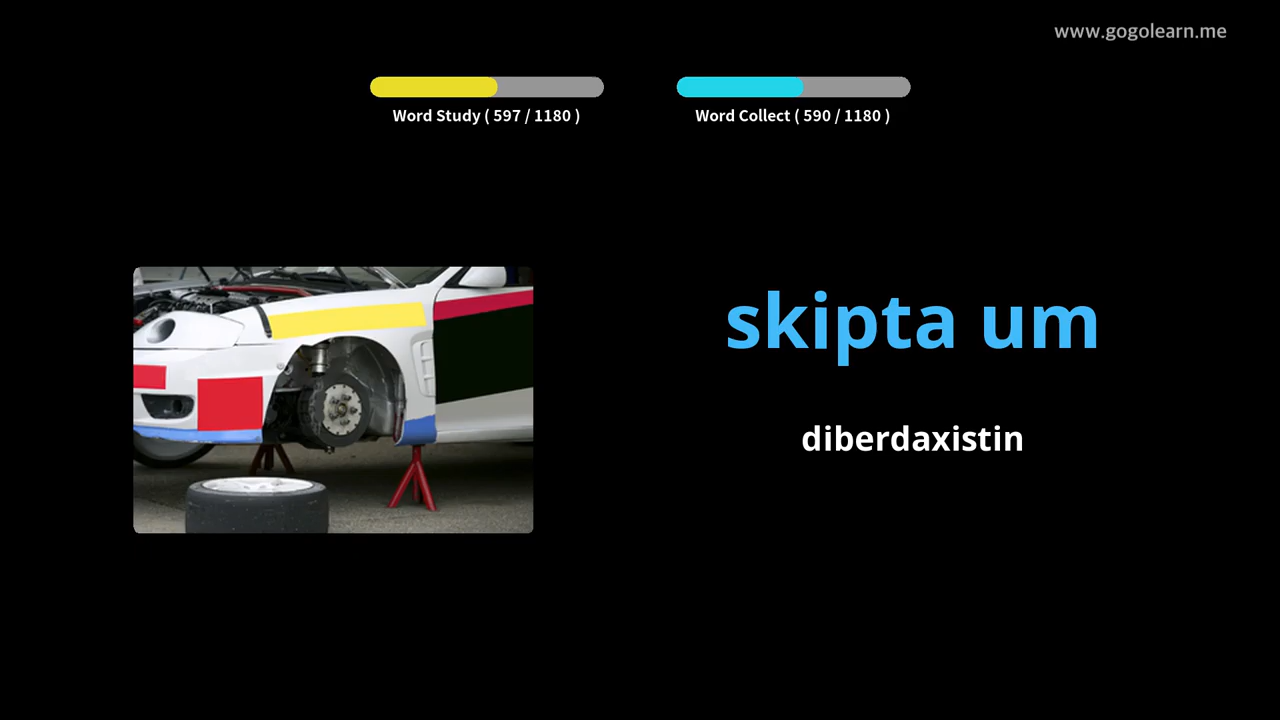 www.gogolearn.me
Word Study ( 597 / 1180 )
Word Collect ( 590 / 1180 )
skipta um
diberdaxistin